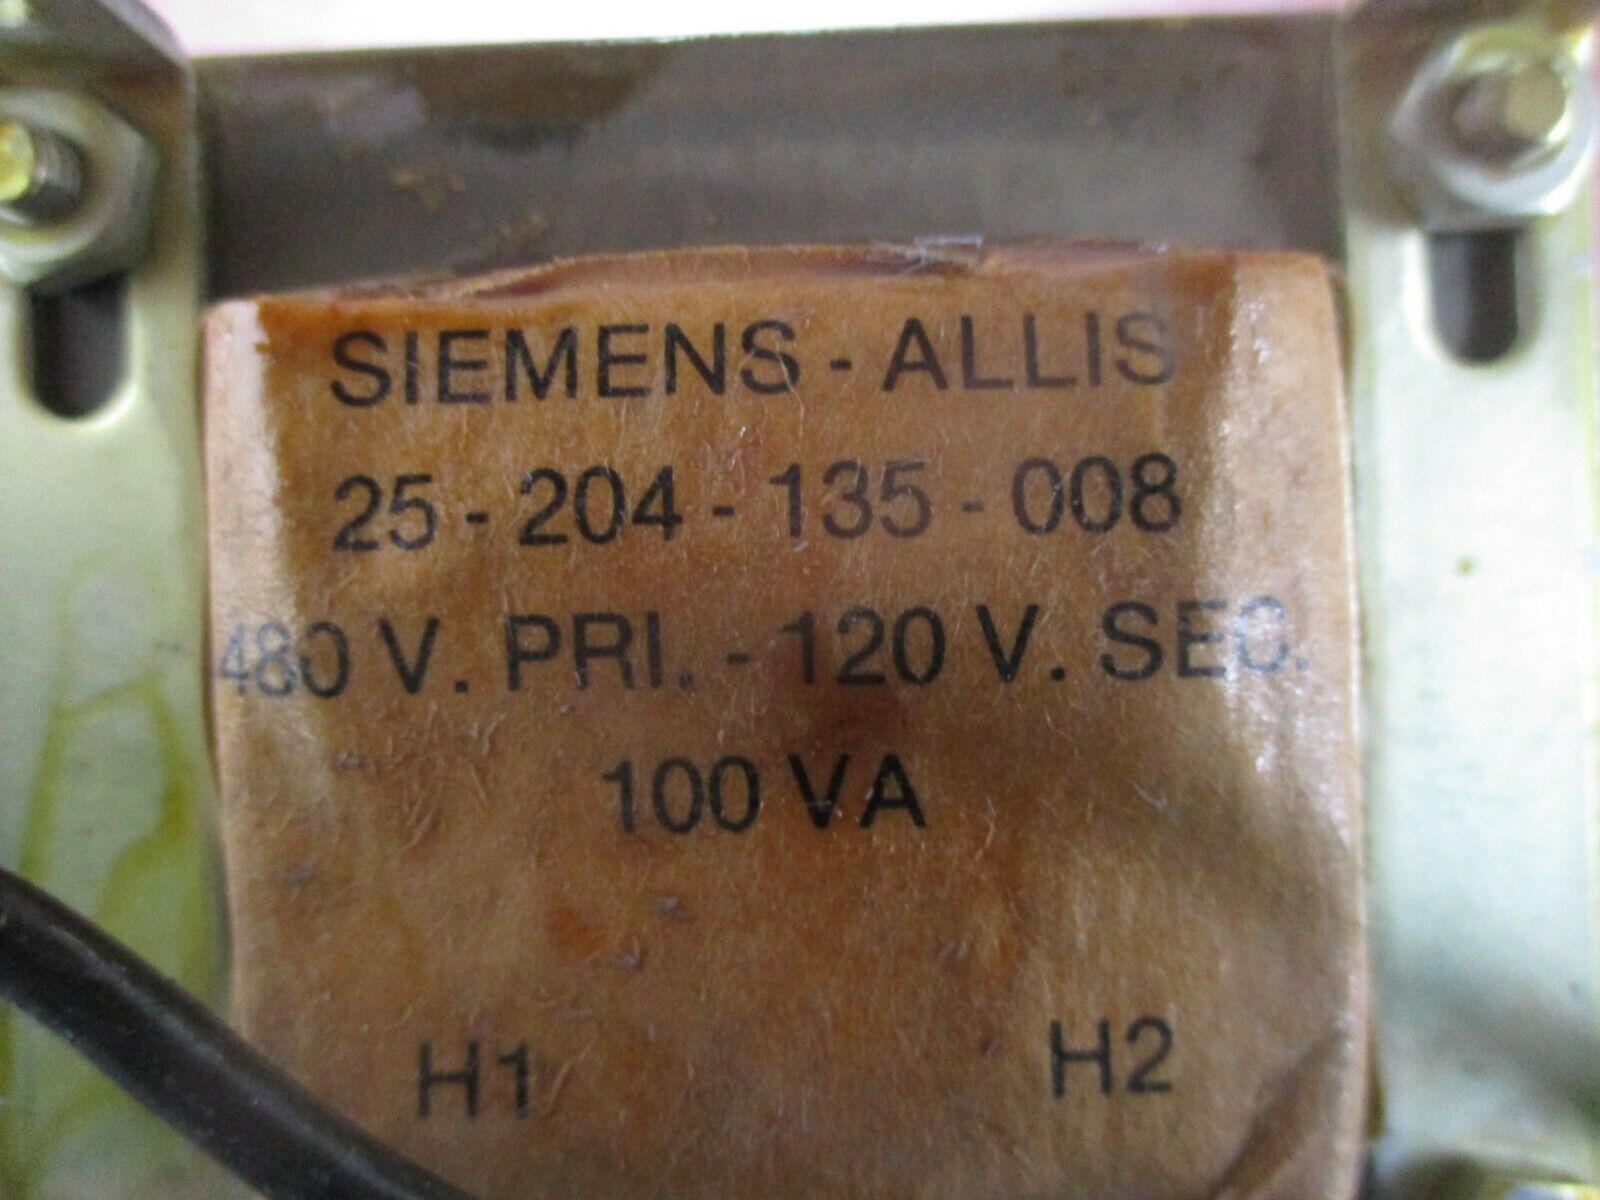 SIEMENS - ALLIS
25 - 204 - 135 - 008
480 V. PRI. - 120 V. SEC.
100 VA
H1 H2